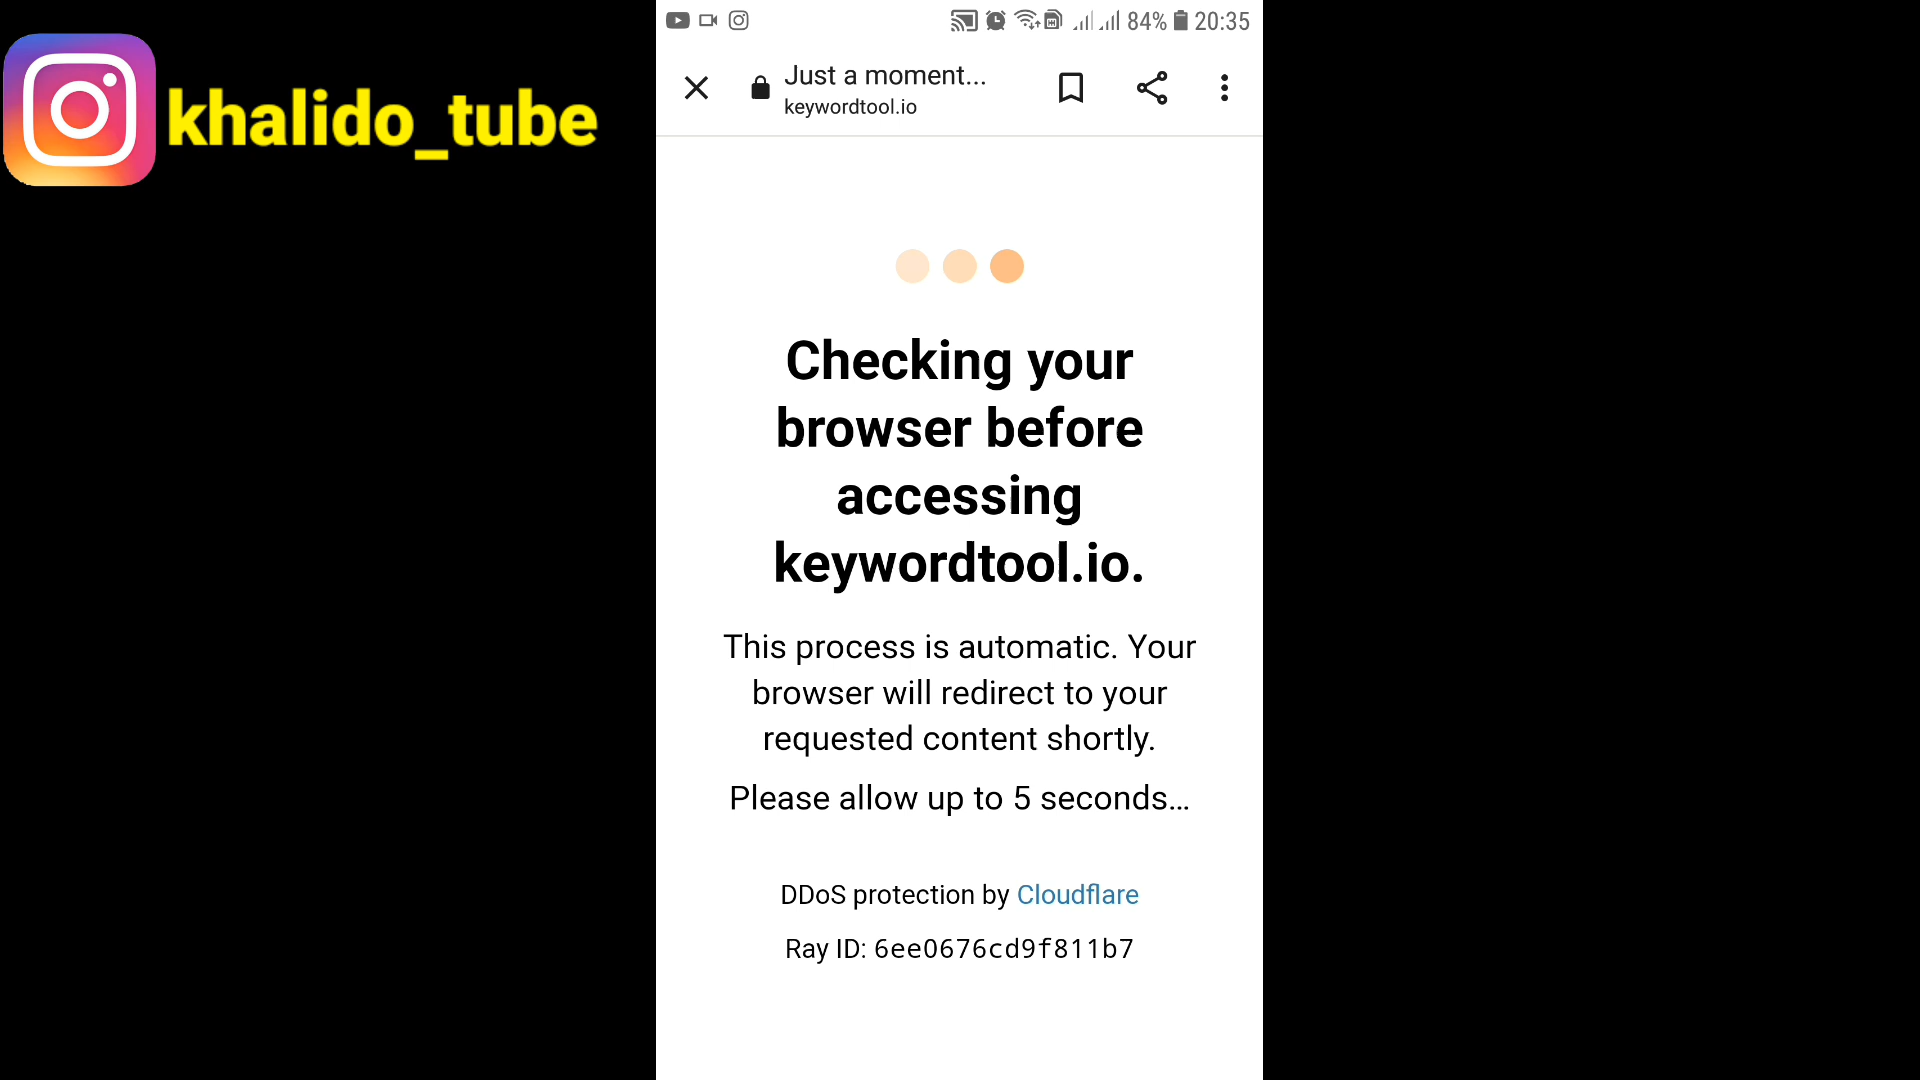 khalido_tube
84% 20:35
Just a moment...
keywordtool.io
Checking your
browser before
accessing
keywordtool.io.
This process is automatic. Your
browser will redirect to your
requested content shortly.
Please allow up to 5 seconds…
DDoS protection by Cloudflare
Ray ID: 6ee0676cd9f811b7